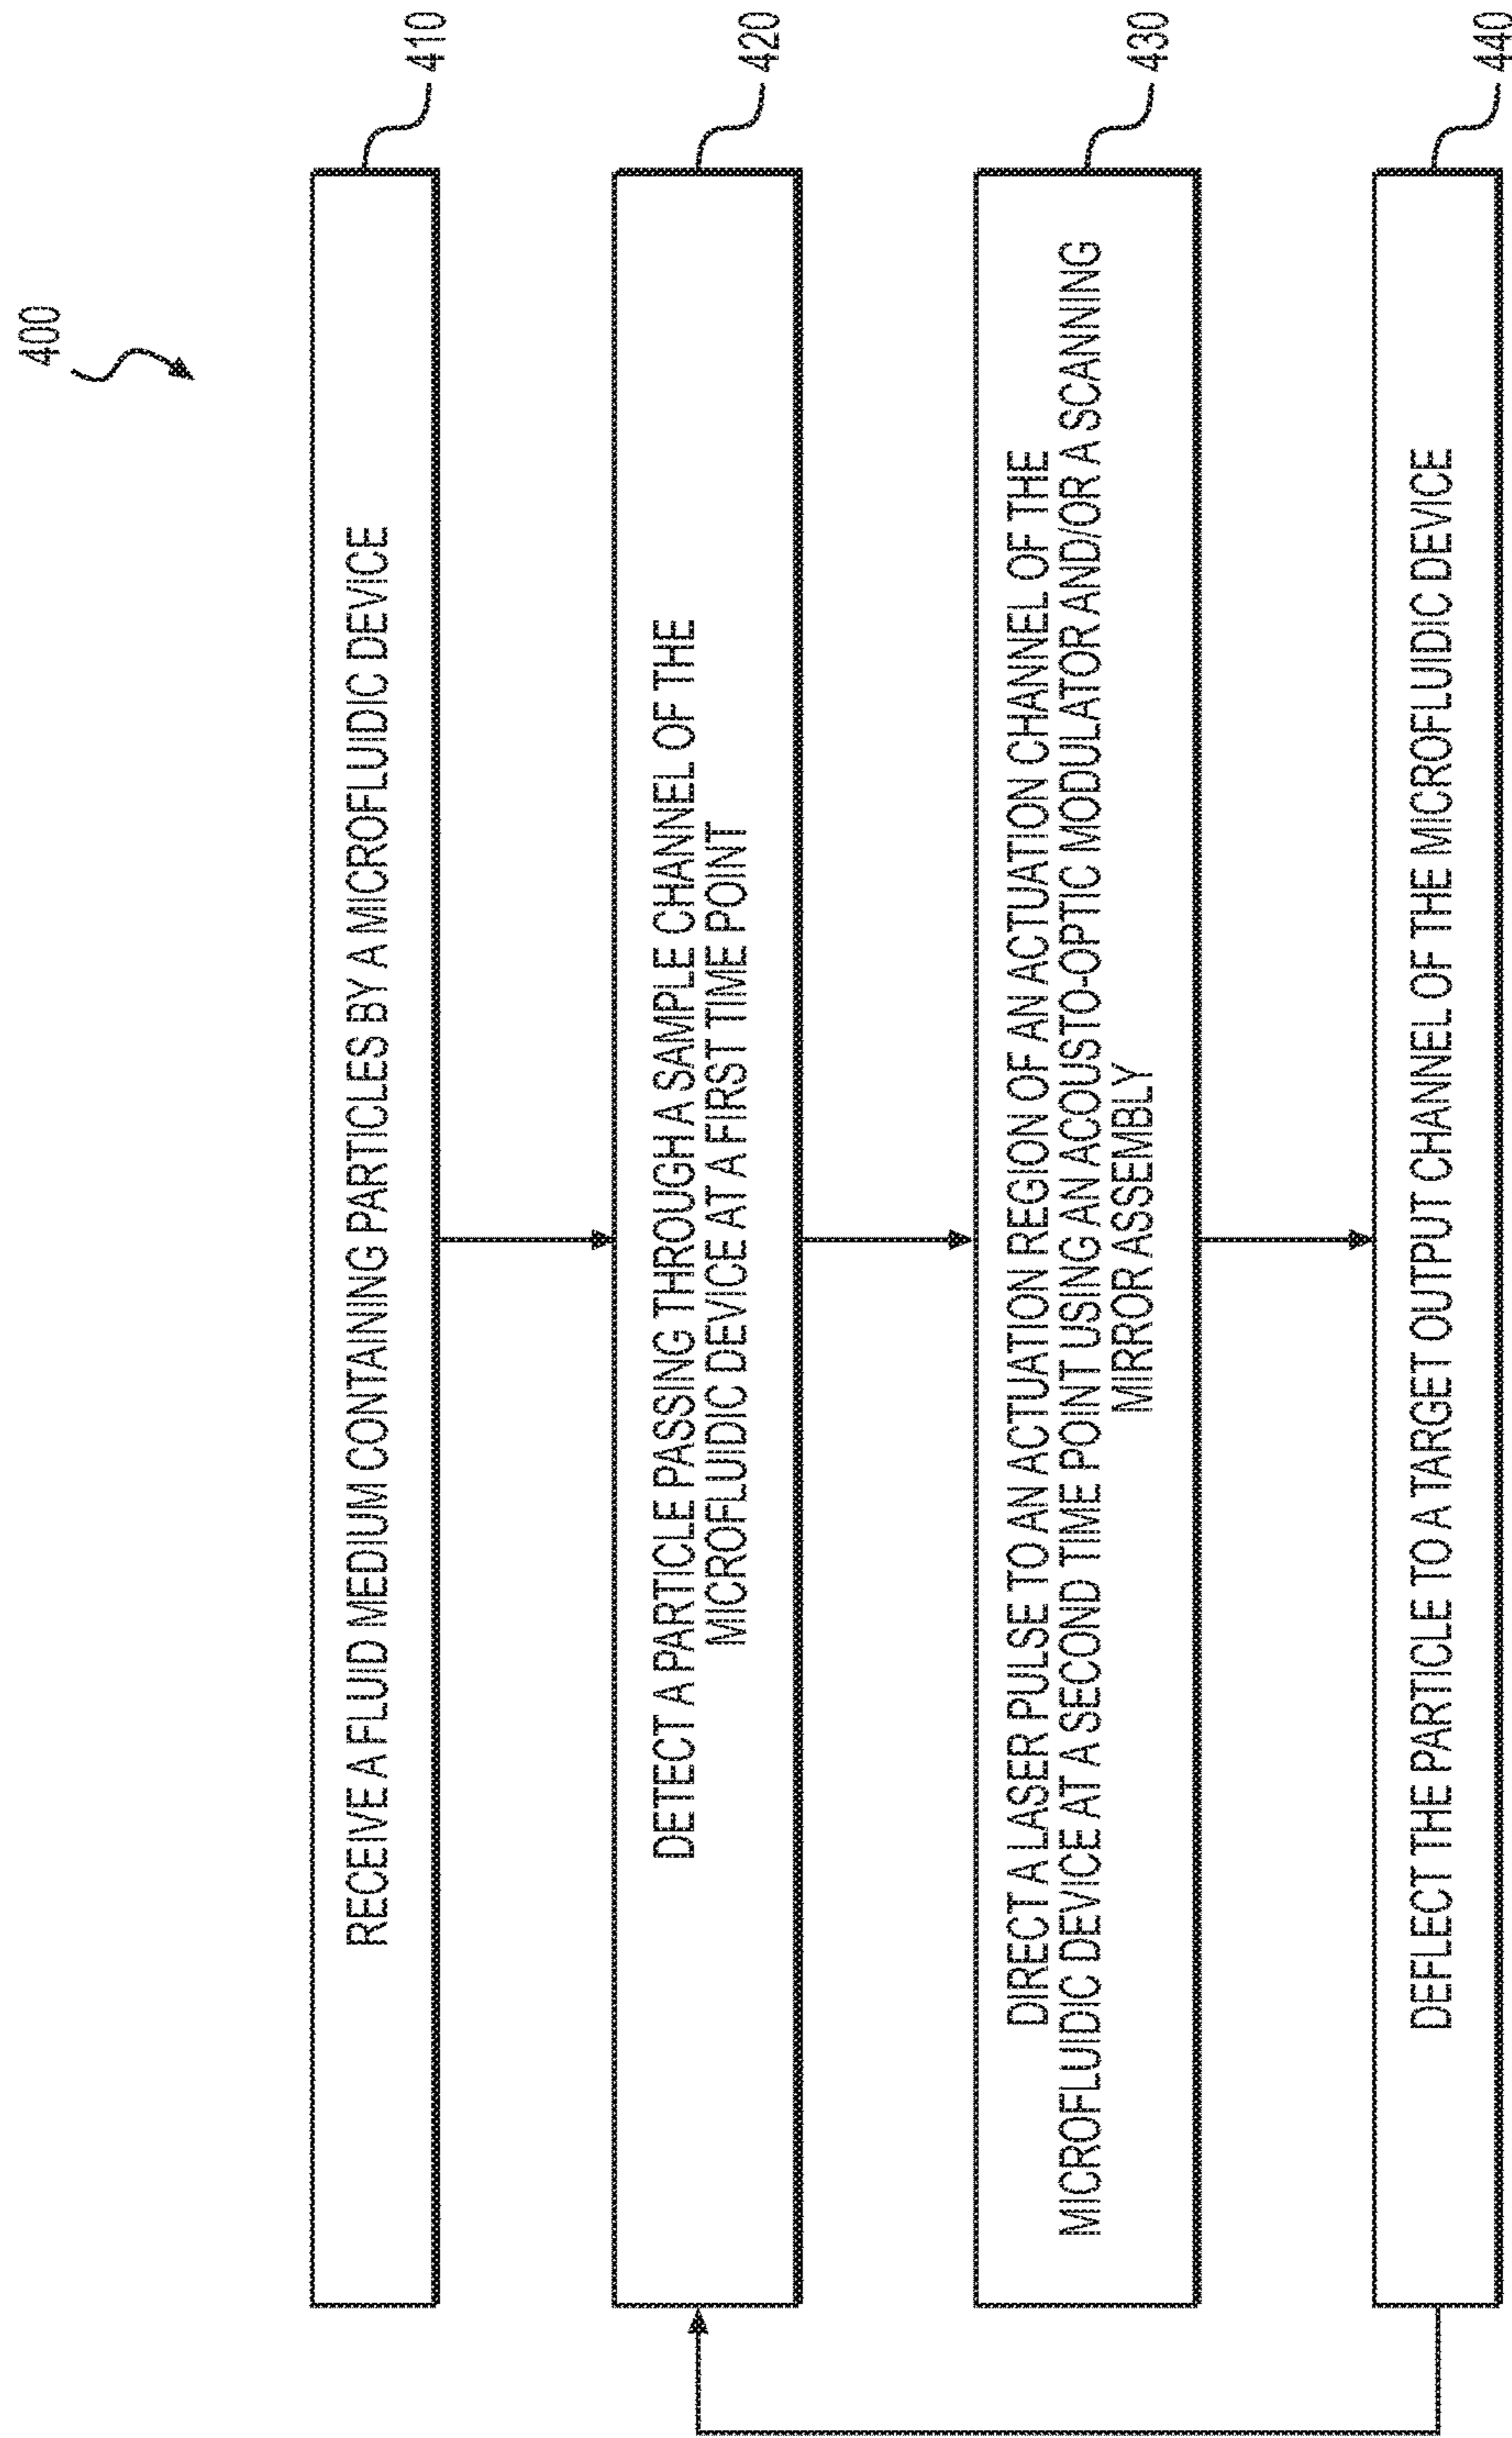 400
RECEIVE A FLUID MEDIUM CONTAINING PARTICLES BY A MICROFLUIDIC DEVICE
410
DETECT A PARTICLE PASSING THROUGH A SAMPLE CHANNEL OF THE
MICROFLUIDIC DEVICE AT A FIRST TIME POINT
420
DIRECT A LASER PULSE TO AN ACTUATION REGION OF AN ACTUATION CHANNEL OF THE
MICROFLUIDIC DEVICE AT A SECOND TIME POINT USING AN ACOUSTO-OPTIC MODULATOR AND/OR A SCANNING
MIRROR ASSEMBLY
430
DEFLECT THE PARTICLE TO A TARGET OUTPUT CHANNEL OF THE MICROFLUIDIC DEVICE
440